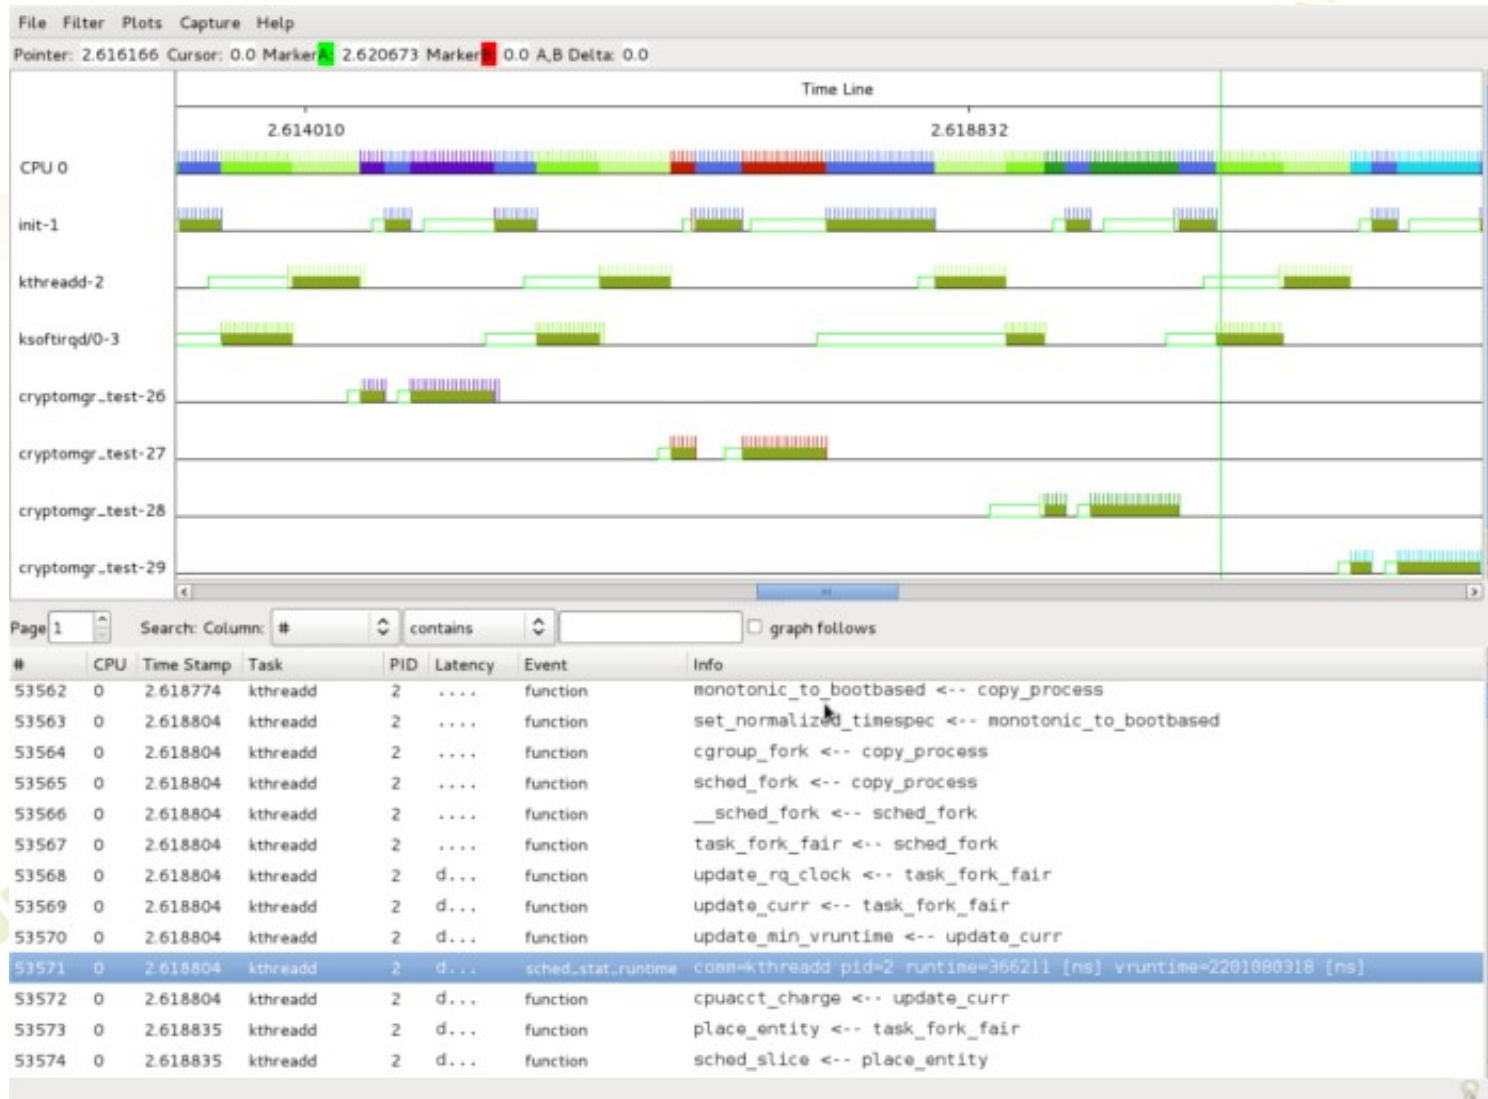 File Filter Plots Capture Help
Pointer: 2.616166 Cursor: 0.0 MarkerA: 2.620673 MarkerB: 0.0 A,B Delta: 0.0
Time Line
2.614010 2.618832
CPU 0
init-1
kthreadd-2
ksoftirqd/0-3
cryptomgr_test-26
cryptomgr_test-27
cryptomgr_test-28
cryptomgr_test-29
Page 1 Search: Column: # contains graph follows
# CPU Time Stamp Task PID Latency Event Info
53562 0 2.618774 kthreadd 2 .... function monotonic_to_bootbased <-- copy_process
53563 0 2.618804 kthreadd 2 .... function set_normalized_timespec <-- monotonic_to_bootbased
53564 0 2.618804 kthreadd 2 .... function cgroup_fork <-- copy_process
53565 0 2.618804 kthreadd 2 .... function sched_fork <-- copy_process
53566 0 2.618804 kthreadd 2 .... function __sched_fork <-- sched_fork
53567 0 2.618804 kthreadd 2 .... function task_fork_fair <-- sched_fork
53568 0 2.618804 kthreadd 2 d... function update_rq_clock <-- task_fork_fair
53569 0 2.618804 kthreadd 2 d... function update_curr <-- task_fork_fair
53570 0 2.618804 kthreadd 2 d... function update_min_vruntime <-- update_curr
53571 0 2.618804 kthreadd 2 d... sched_stat_runtime comm=kthreadd pid=2 runtime=366211 [ns] vruntime=2201080318 [ns]
53572 0 2.618804 kthreadd 2 d... function cpuacct_charge <-- update_curr
53573 0 2.618835 kthreadd 2 d... function place_entity <-- task_fork_fair
53574 0 2.618835 kthreadd 2 d... function sched_slice <-- place_entity